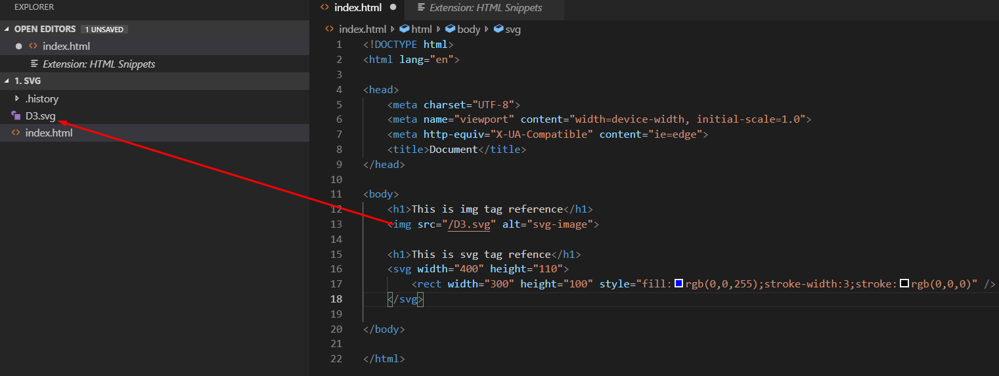 EXPLORER
OPEN EDITORS 1 UNSAVED
index.html
Extension: HTML Snippets
1. SVG
.history
D3.svg
index.html
index.html Extension: HTML Snippets
index.html html body svg
1 <!DOCTYPE html>
2 <html lang="en">
3
4 <head>
5 <meta charset="UTF-8">
6 <meta name="viewport" content="width=device-width, initial-scale=1.0">
7 <meta http-equiv="X-UA-Compatible" content="ie=edge">
8 <title>Document</title>
9 </head>
10
11 <body>
12 <h1>This is img tag reference</h1>
13 <img src="/D3.svg" alt="svg-image">
14
15 <h1>This is svg tag refence</h1>
16 <svg width="400" height="110">
17 <rect width="300" height="100" style="fill:rgb(0,0,255);stroke-width:3;stroke:rgb(0,0,0)" />
18 </svg>
19
20 </body>
21
22 </html>